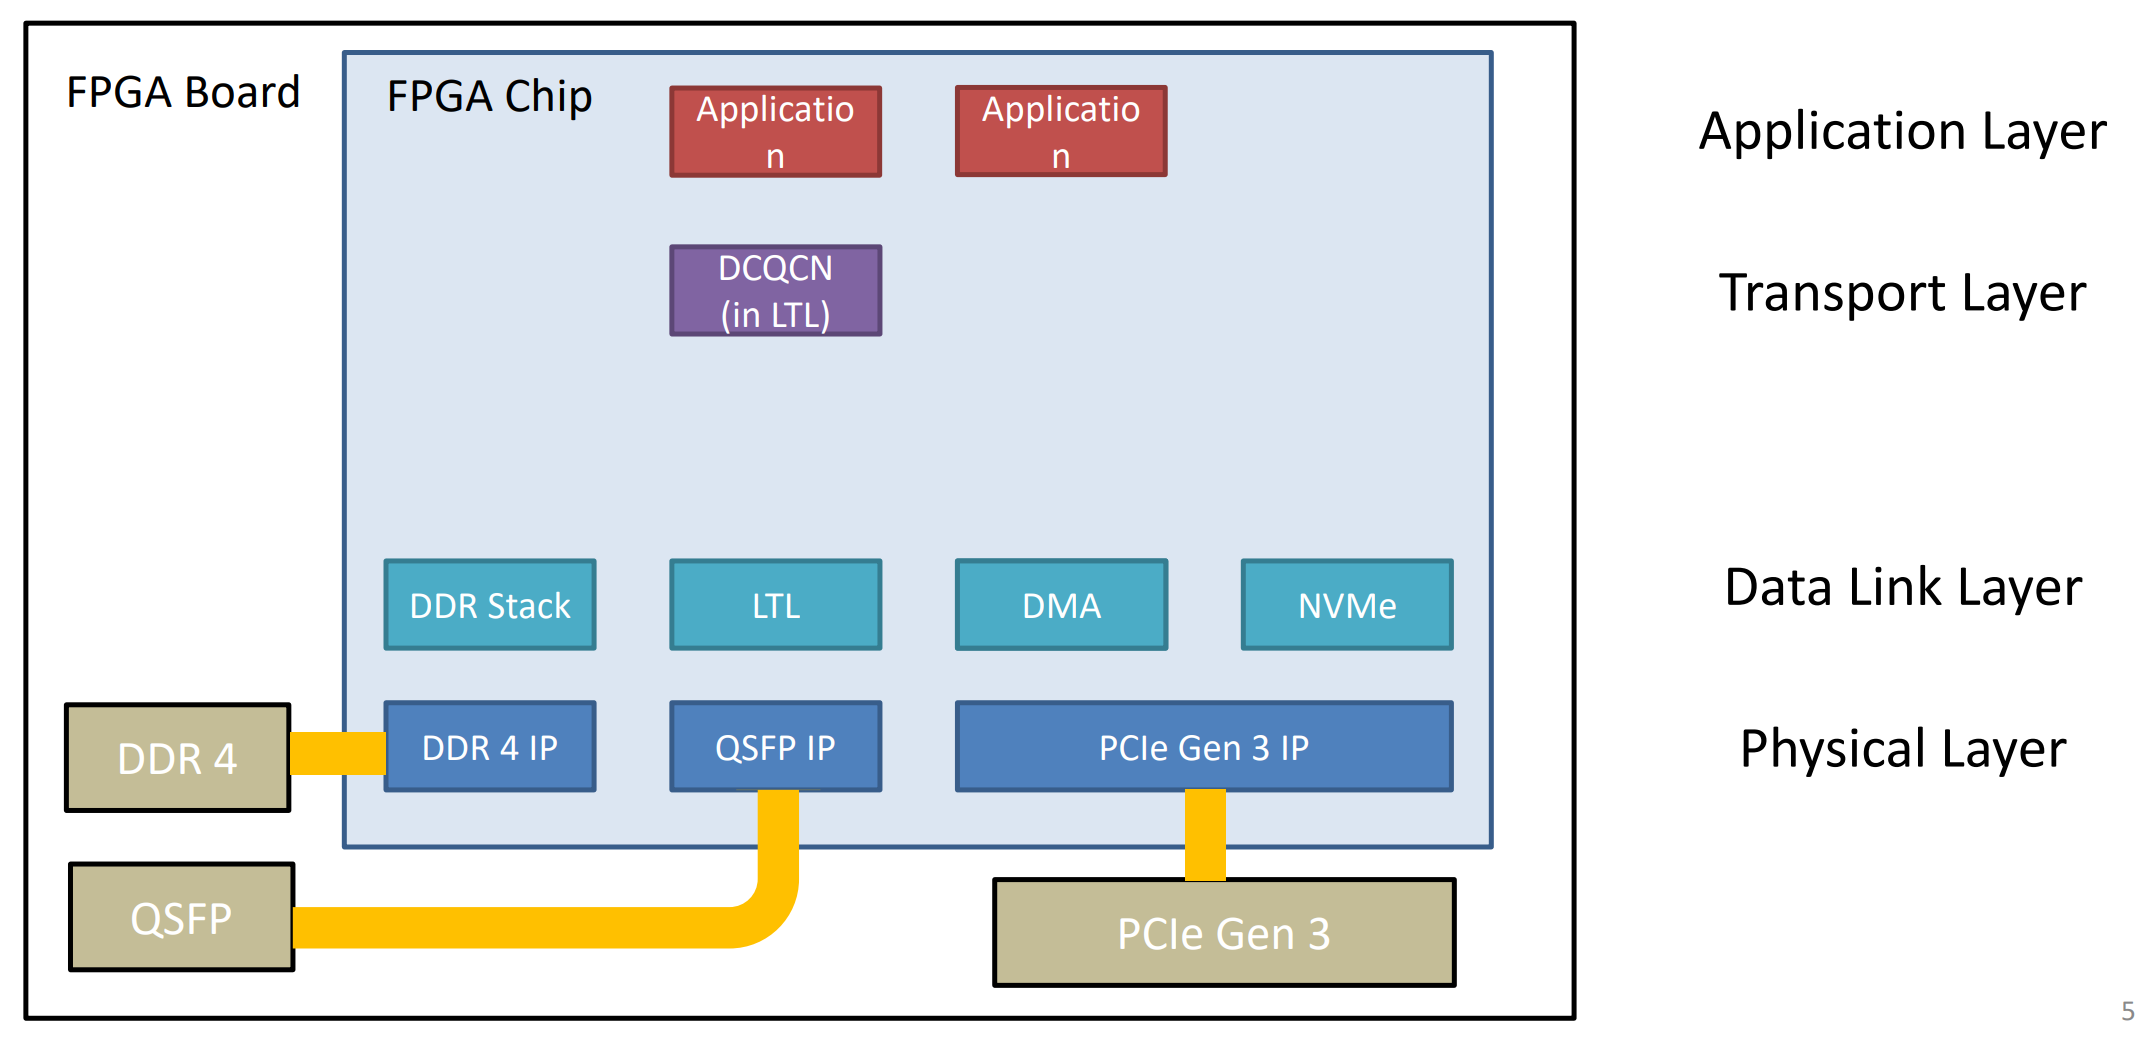 FPGA Board
FPGA Chip
Applicatio
n
Applicatio
n
Application Layer
DCQCN
(in LTL)
Transport Layer
DDR Stack
LTL
DMA
NVMe
Data Link Layer
DDR 4
DDR 4 IP
QSFP IP
PCIe Gen 3 IP
Physical Layer
QSFP
PCIe Gen 3
5